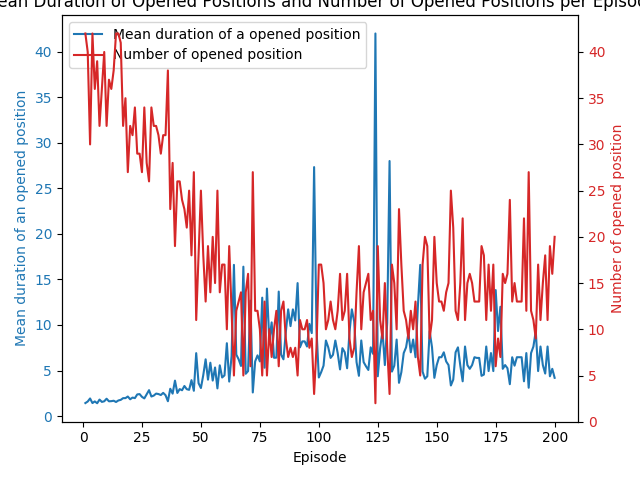 ean Duration of Opened Positions and Number of Opened Positions per Episod
Mean duration of a opened position
Number of opened position
Mean duration of an opened position
0
5
10
15
20
25
30
35
40
Number of opened position
0
5
10
15
20
25
30
35
40
0 25 50 75 100 125 150 175 200
Episode